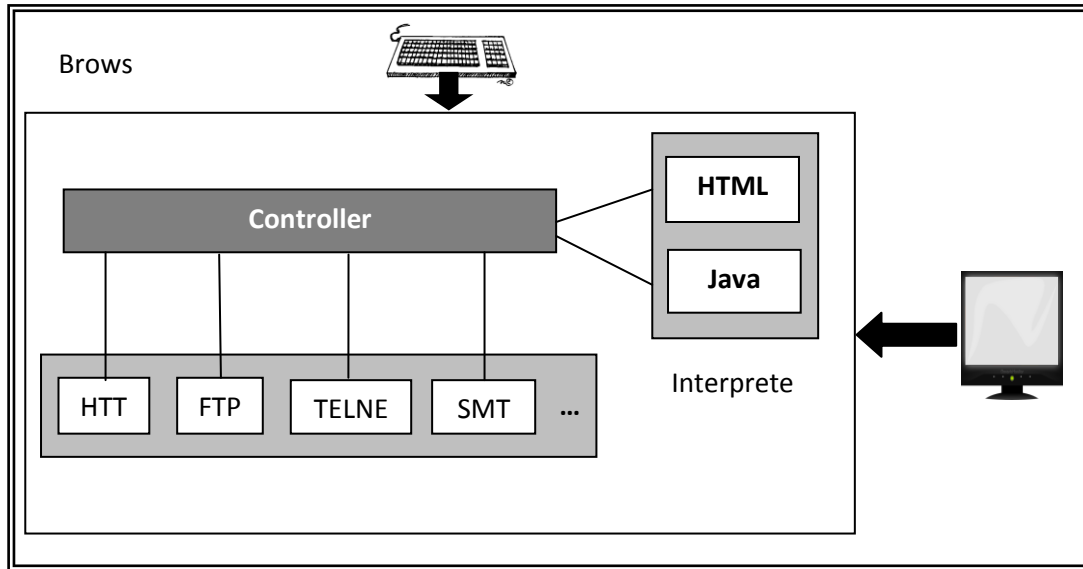 Brows
HTML
Controller
Java
Interprete
HTT
FTP
TELNE
SMT
...